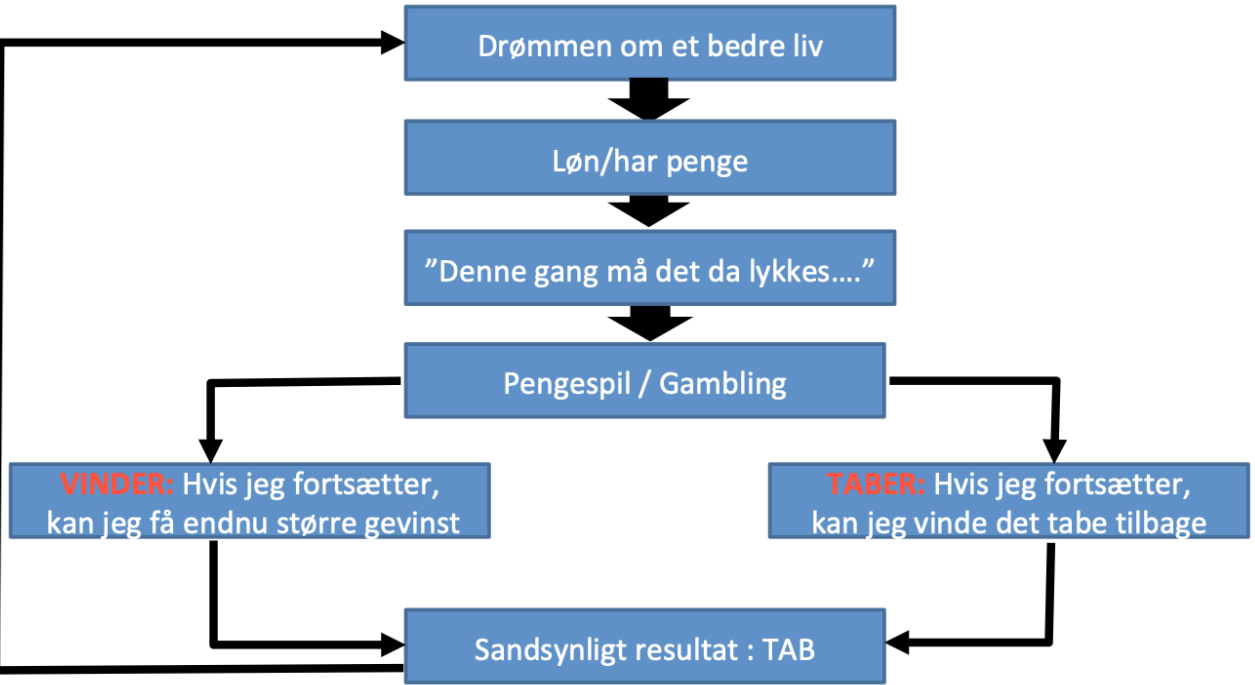 Drømmen om et bedre liv
Løn/har penge
”Denne gang må det da lykkes....”
Pengespil / Gambling
VINDER: Hvis jeg fortsætter,
kan jeg få endnu større gevinst
TABER: Hvis jeg fortsætter,
kan jeg vinde det tabe tilbage
Sandsynligt resultat : TAB